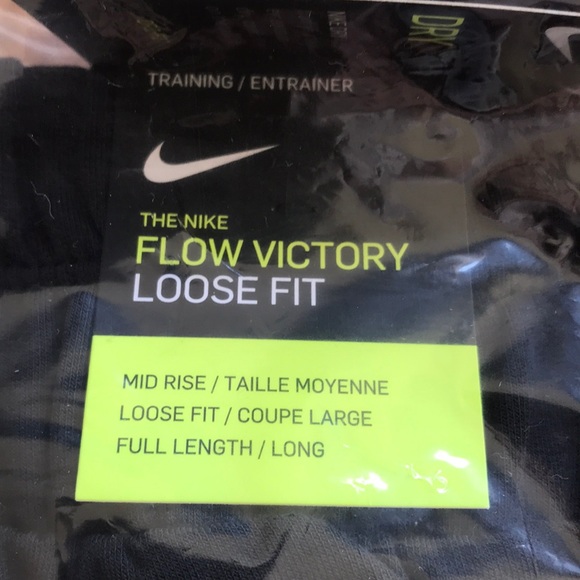 DRY
TRAINING / ENTRAINER
THE NIKE
FLOW VICTORY
LOOSE FIT
MID RISE / TAILLE MOYENNE
LOOSE FIT / COUPE LARGE
FULL LENGTH / LONG